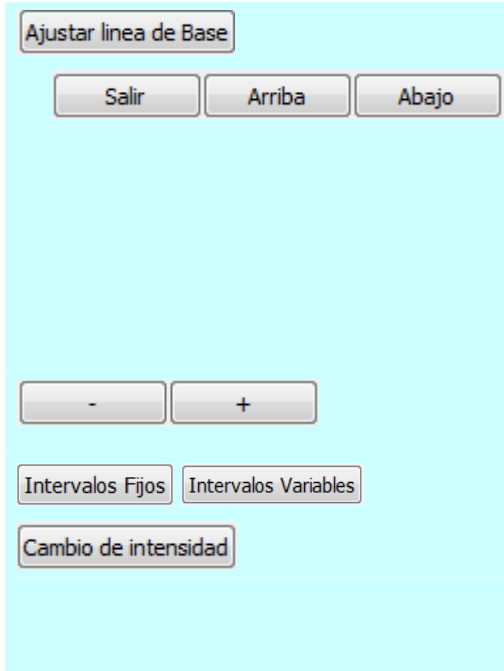 Ajustar linea de Base
Salir Arriba Abajo
- +
Intervalos Fijos Intervalos Variables
Cambio de intensidad